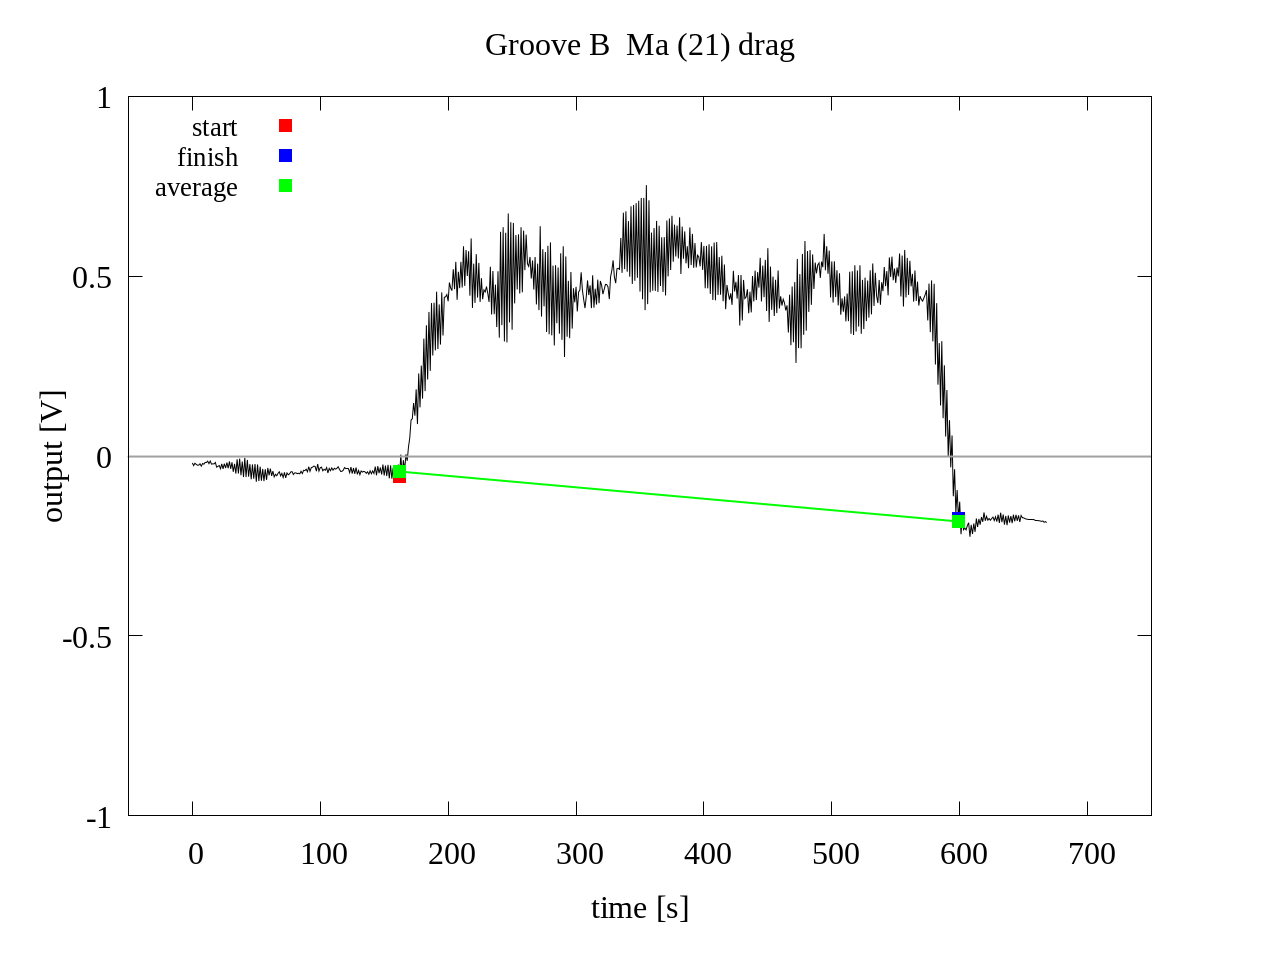 Groove B  Ma (21) drag
1
start
finish
average
0.5
0
-0.5
-1
output [V]
0 100 200 300 400 500 600 700
time [s]